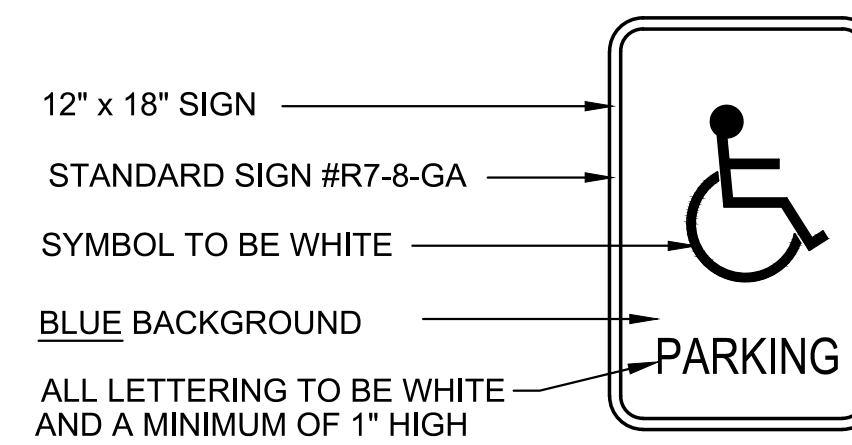 12" x 18" SIGN
STANDARD SIGN #R7-8-GA
SYMBOL TO BE WHITE
BLUE BACKGROUND
ALL LETTERING TO BE WHITE
AND A MINIMUM OF 1" HIGH
PARKING